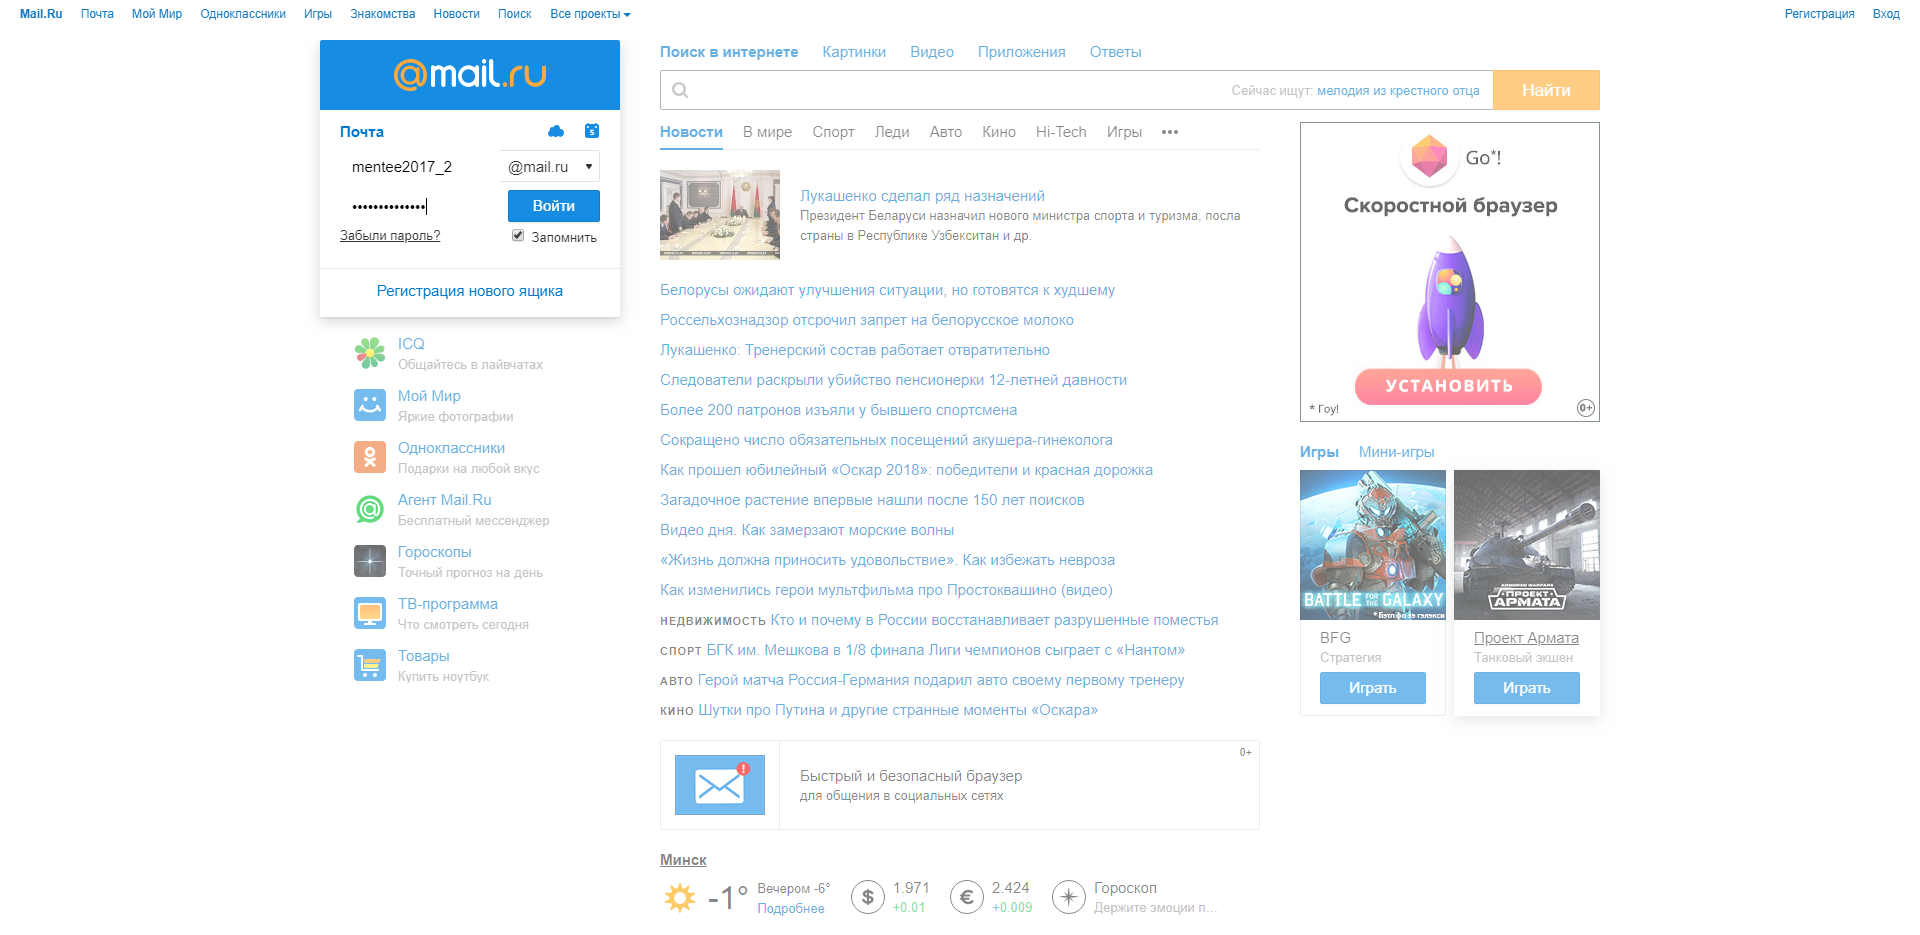 Mail.Ru Почта Мой Мир Одноклассники Игры Знакомства Новости Поиск Все проекты Регистрация Вход
@mail.ru
Почта
mentee2017_2 @mail.ru
•••••••••••••• Войти
Забыли пароль? Запомнить
Регистрация нового ящика
ICQ
Общайтесь в лайвчатах
Мой Мир
Яркие фотографии
Одноклассники
Подарки на любой вкус
Агент Mail.Ru
Бесплатный мессенджер
Гороскопы
Точный прогноз на день
ТВ-программа
Что смотреть сегодня
Товары
Купить ноутбук
Поиск в интернете Картинки Видео Приложения Ответы
Сейчас ищут: мелодия из крестного отца Найти
Новости В мире Спорт Леди Авто Кино Hi-Tech Игры •••
Лукашенко сделал ряд назначений
Президент Беларуси назначил нового министра спорта и туризма, посла
страны в Республике Узбекситан и др.
Белорусы ожидают улучшения ситуации, но готовятся к худшему
Россельхознадзор отсрочил запрет на белорусское молоко
Лукашенко: Тренерский состав работает отвратительно
Следователи раскрыли убийство пенсионерки 12-летней давности
Более 200 патронов изъяли у бывшего спортсмена
Сокращено число обязательных посещений акушера-гинеколога
Как прошел юбилейный «Оскар 2018»: победители и красная дорожка
Загадочное растение впервые нашли после 150 лет поисков
Видео дня. Как замерзают морские волны
«Жизнь должна приносить удовольствие». Как избежать невроза
Как изменились герои мультфильма про Простоквашино (видео)
НЕДВИЖИМОСТЬ Кто и почему в России восстанавливает разрушенные поместья
СПОРТ БГК им. Мешкова в 1/8 финала Лиги чемпионов сыграет с «Нантом»
АВТО Герой матча Россия-Германия подарил авто своему первому тренеру
КИНО Шутки про Путина и другие странные моменты «Оскара»
0+
Быстрый и безопасный браузер
для общения в социальных сетях
Минск
-1° Вечером -6° $ 1.971 € 2.424 Гороскоп
Подробнее +0.01 +0.009 Держите эмоции п...
Go*!
Скоростной браузер
УСТАНОВИТЬ
* Гоу! 0+
Игры Мини-игры
BATTLE FOR THE GALAXY
* Бэтлфозэ гэлэкси
ARMORED WARFARE
ПРОЕКТ
АРМАТА
BFG
Стратегия
Играть
Проект Армата
Танковый экшен
Играть